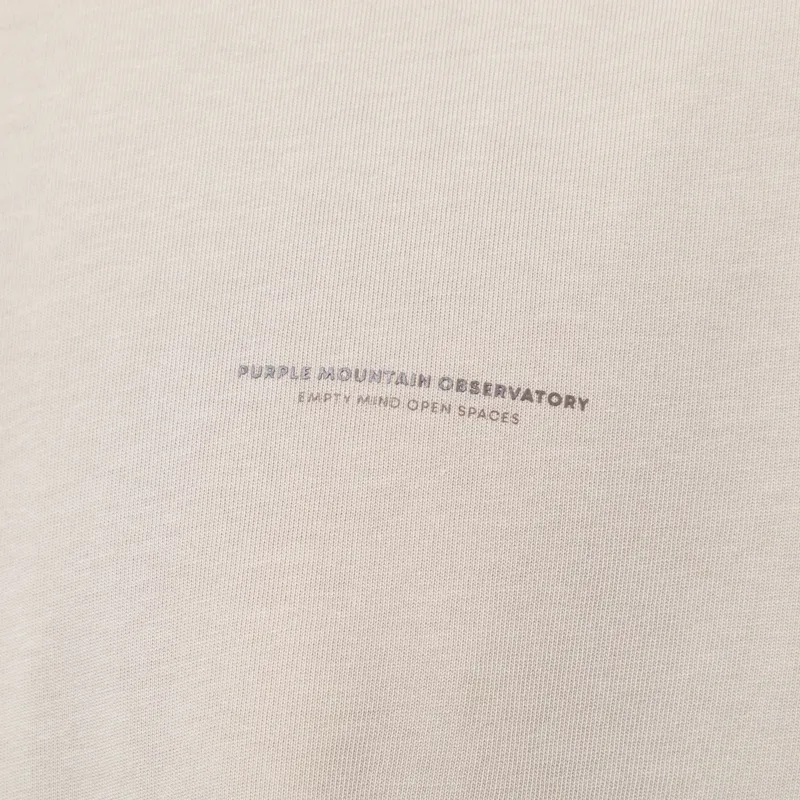 PURPLE MOUNTAIN OBSERVATORY
EMPTY MIND OPEN SPACES